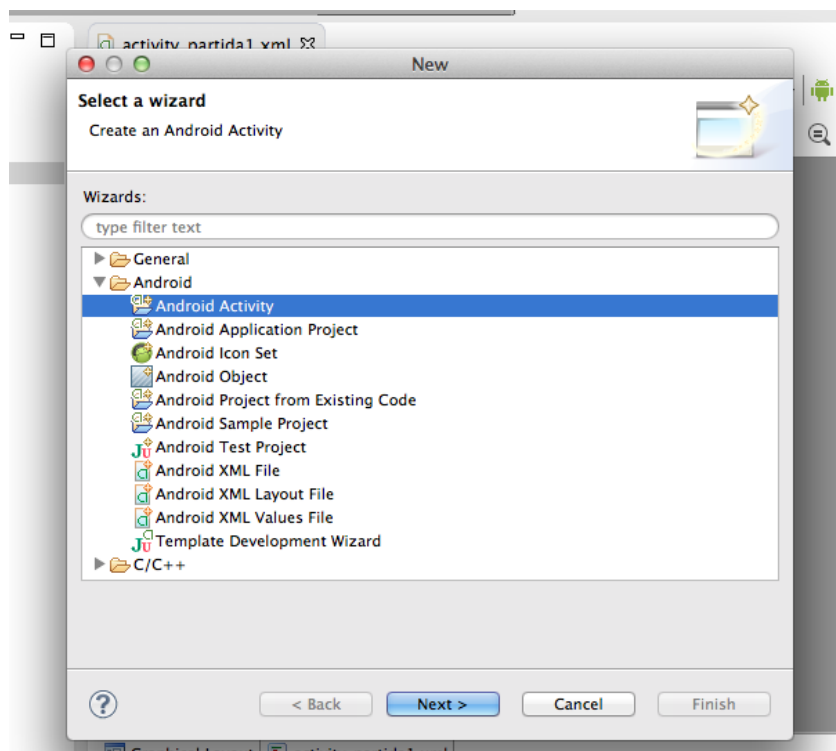 activity_partida1.xml
New
Select a wizard
Create an Android Activity
Wizards:
type filter text
General
Android
Android Activity
Android Application Project
Android Icon Set
Android Object
Android Project from Existing Code
Android Sample Project
Android Test Project
Android XML File
Android XML Layout File
Android XML Values File
Template Development Wizard
C/C++
? < Back Next > Cancel Finish